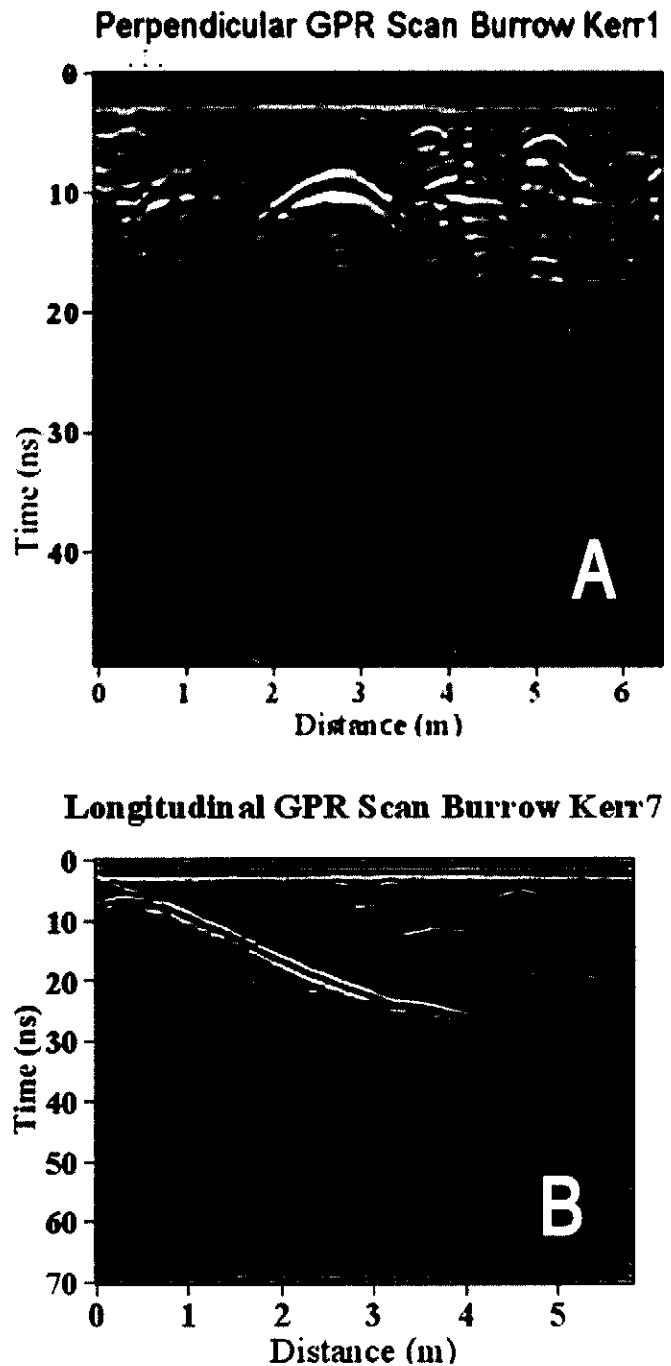 Perpendicular GPR Scan Burrow Kerr1
0
10
20
30
40
Time (ns)
A
0 1 2 3 4 5 6
Distance (m)
Longitudinal GPR Scan Burrow Kerr7
0
10
20
30
40
50
60
70
Time (ns)
B
0 1 2 3 4 5
Distance (m)